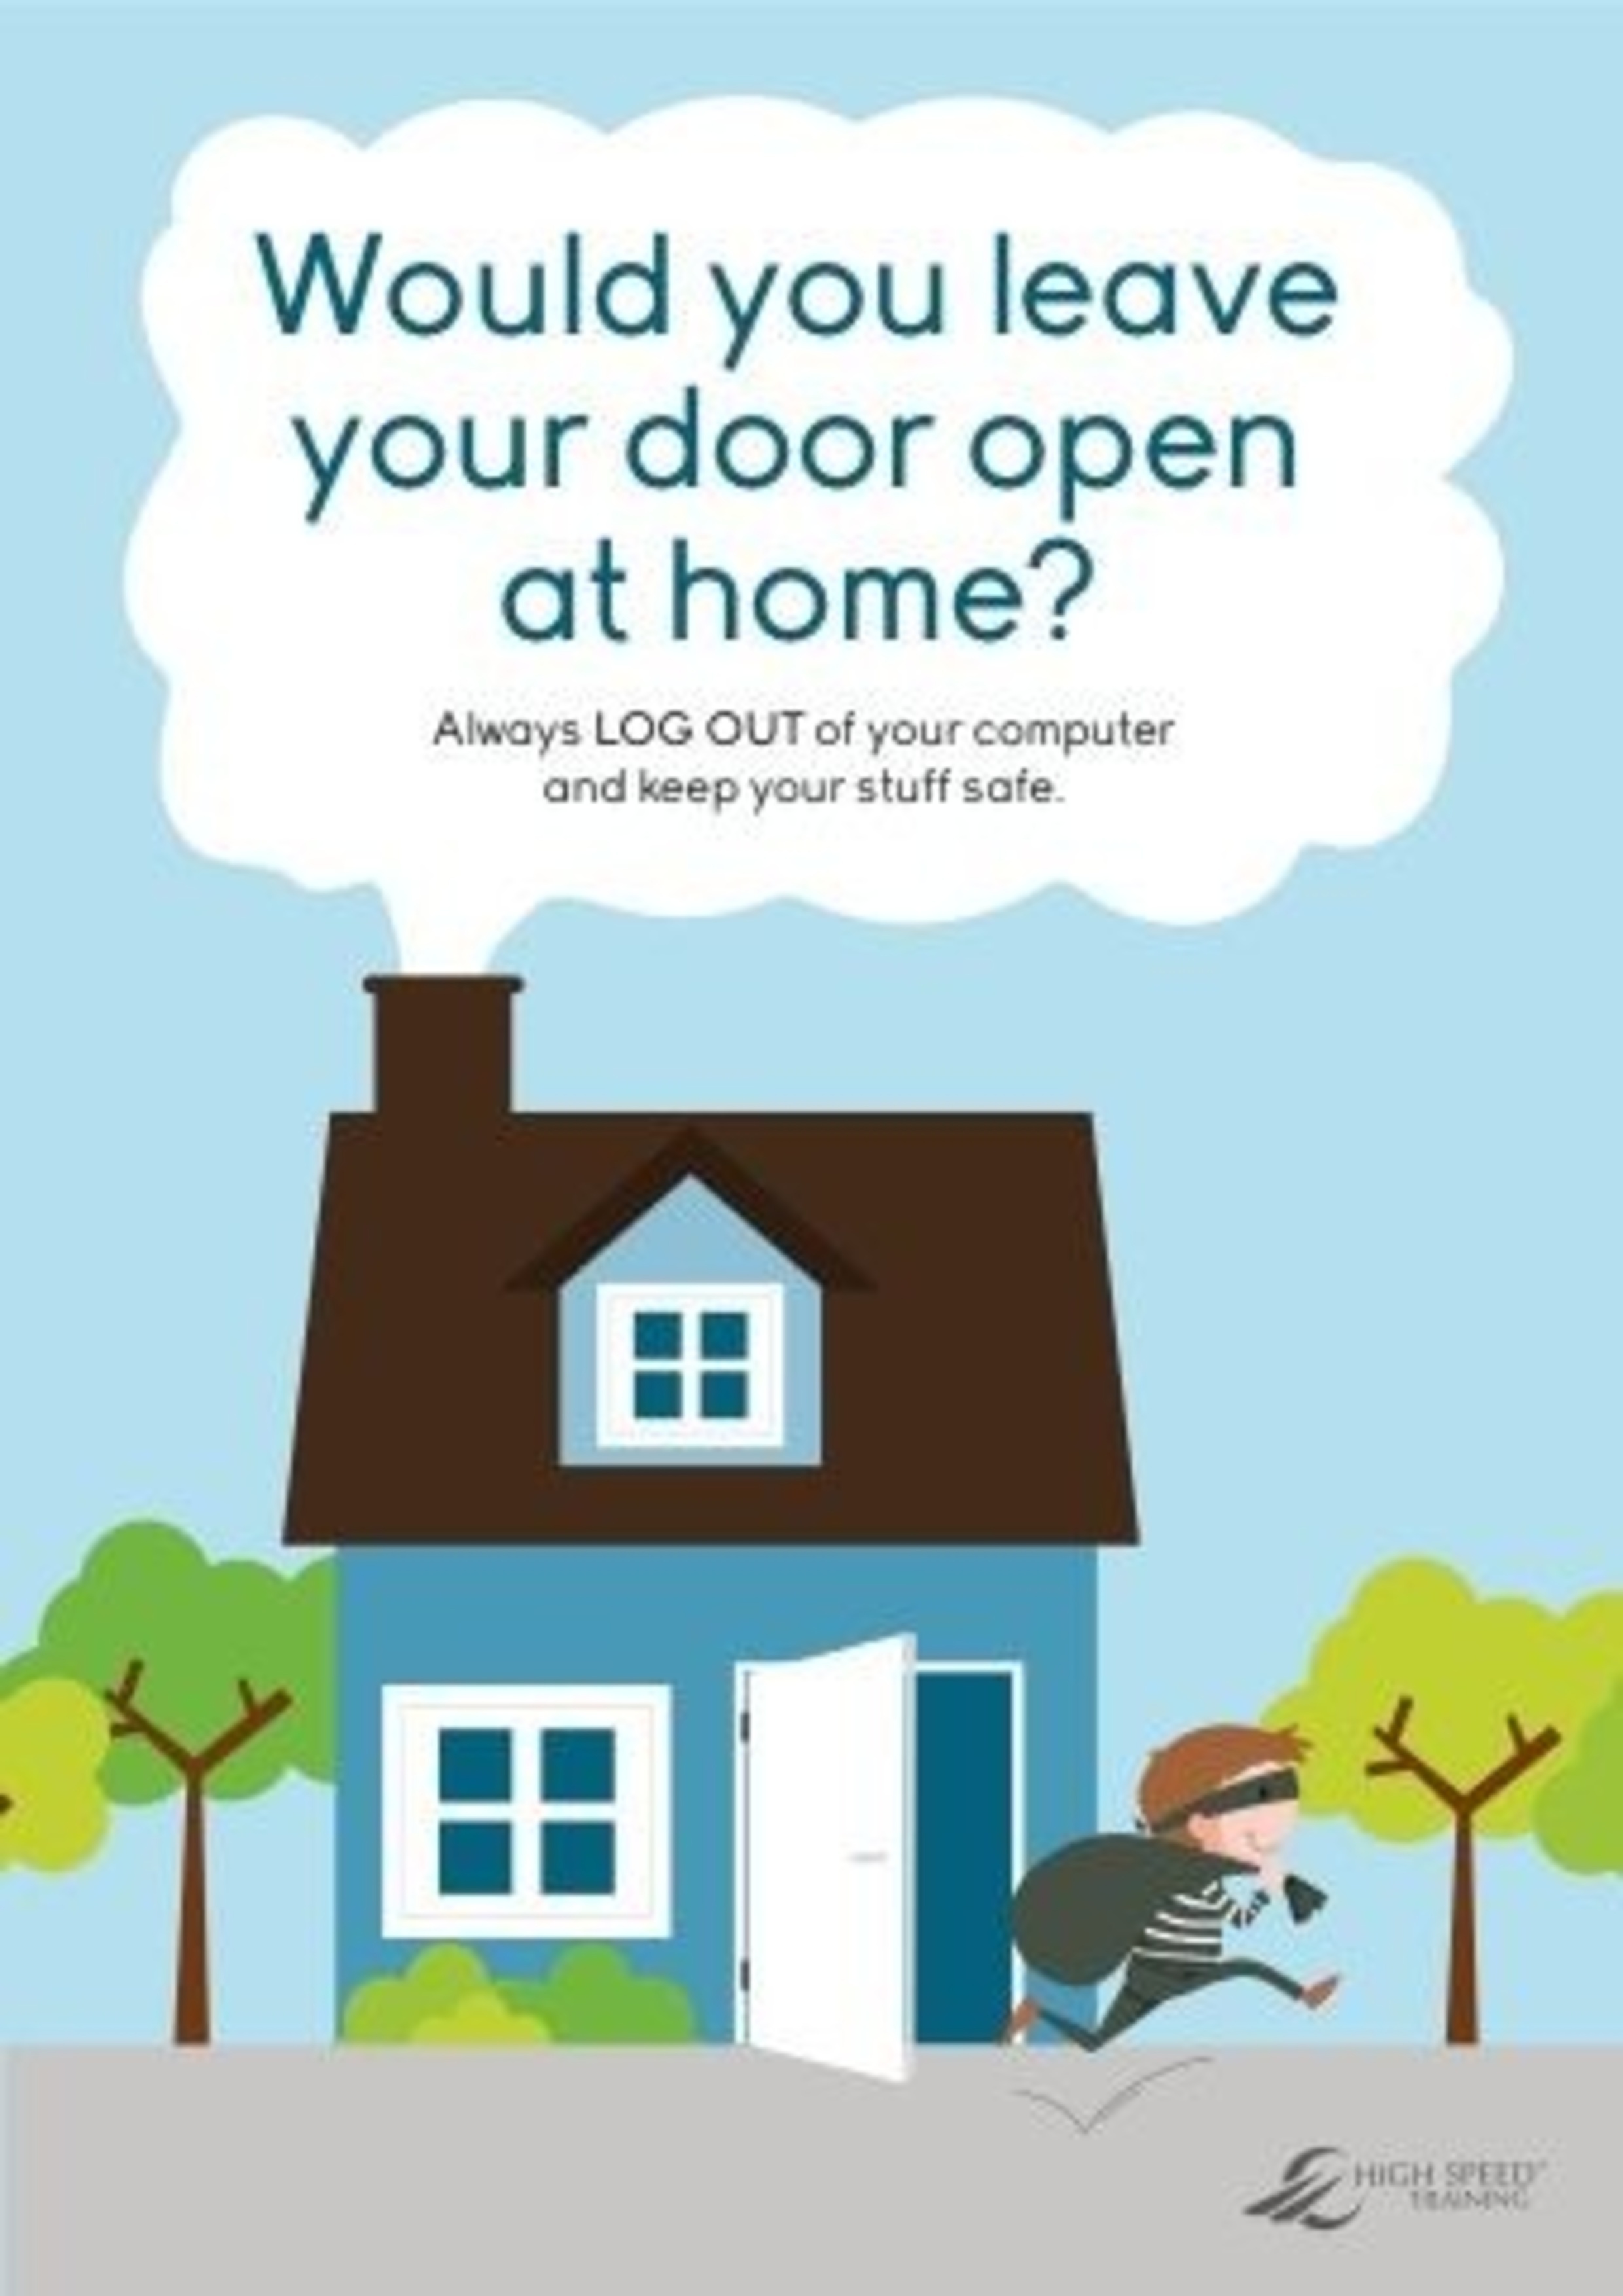 Would you leave
your door open
at home?
Always LOG OUT of your computer
and keep your stuff safe.
HIGH SPEED
TRAINING